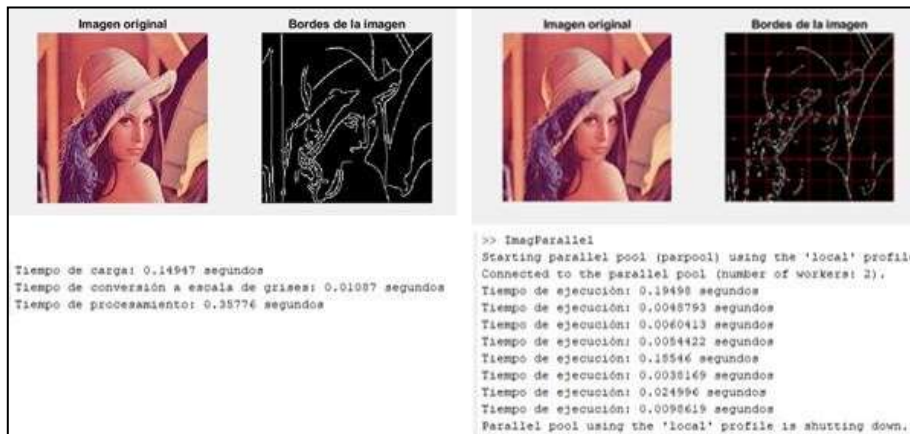 Imagen original
Bordes de la imagen
Tiempo de carga: 0.14947 segundos
Tiempo de conversión a escala de grises: 0.01087 segundos
Tiempo de procesamiento: 0.35776 segundos
Imagen original
Bordes de la imagen
>> ImagParallel
Starting parallel pool (parpool) using the 'local' profile
Connected to the parallel pool (number of workers: 2).
Tiempo de ejecución: 0.19498 segundos
Tiempo de ejecución: 0.0048793 segundos
Tiempo de ejecución: 0.0060413 segundos
Tiempo de ejecución: 0.0054422 segundos
Tiempo de ejecución: 0.18546 segundos
Tiempo de ejecución: 0.0038169 segundos
Tiempo de ejecución: 0.024996 segundos
Tiempo de ejecución: 0.0098619 segundos
Parallel pool using the 'local' profile is shutting down.